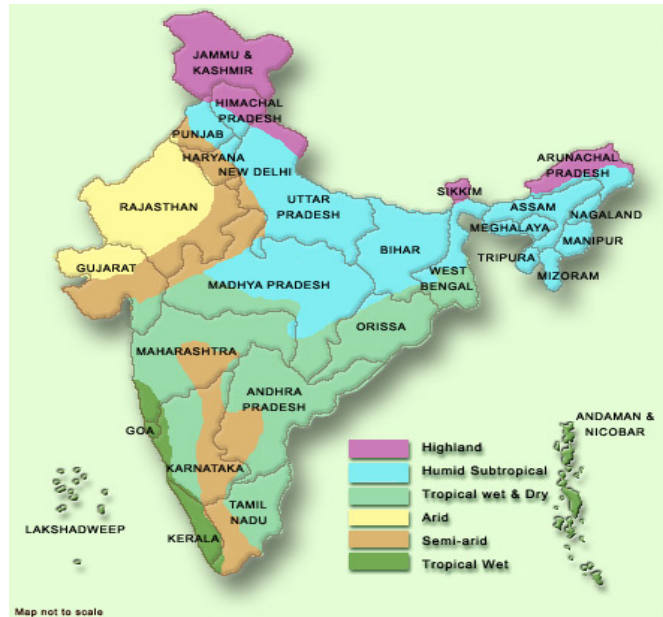 JAMMU &
KASHMIR
HIMACHAL
PRADESH
PUNJAB
HARYANA
NEW DELHI
ARUNACHAL
PRADESH
SIKKIM
UTTAR
PRADESH
RAJASTHAN
ASSAM
NAGALAND
MEGHALAYA
BIHAR
MANIPUR
TRIPURA
GUJARAT
WEST
BENGAL
MIZORAM
MADHYA PRADESH
ORISSA
MAHARASHTRA
ANDHRA
PRADESH
ANDAMAN &
NICOBAR
GOA
KARNATAKA
TAMIL
NADU
LAKSHADWEEP
KERALA
Highland
Humid Subtropical
Tropical wet & Dry
Arid
Semi-arid
Tropical Wet
Map not to scale